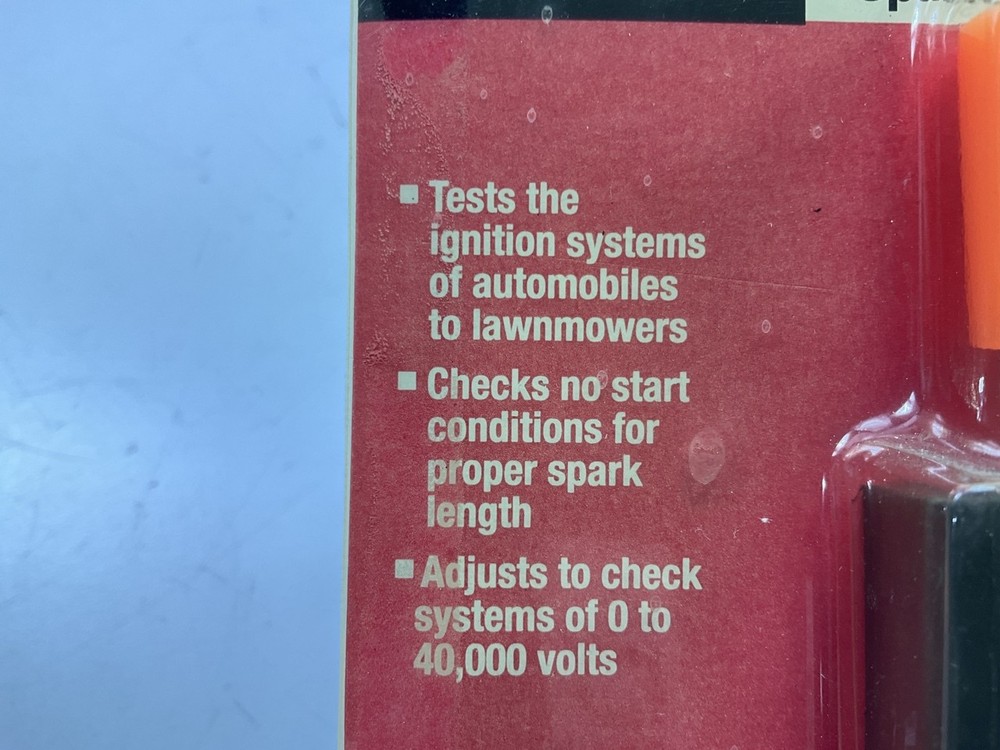 ■ Tests the
ignition systems
of automobiles
to lawnmowers
■ Checks no start
conditions for
proper spark
length
■ Adjusts to check
systems of 0 to
40,000 volts